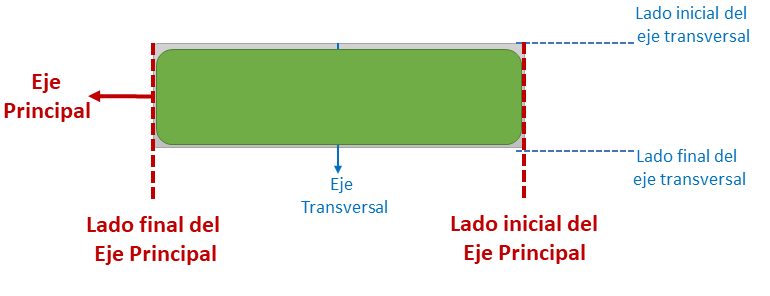 Lado inicial del
eje transversal
Eje
Principal
Lado final del
eje transversal
Eje
Transversal
Lado final del
Eje Principal
Lado inicial del
Eje Principal